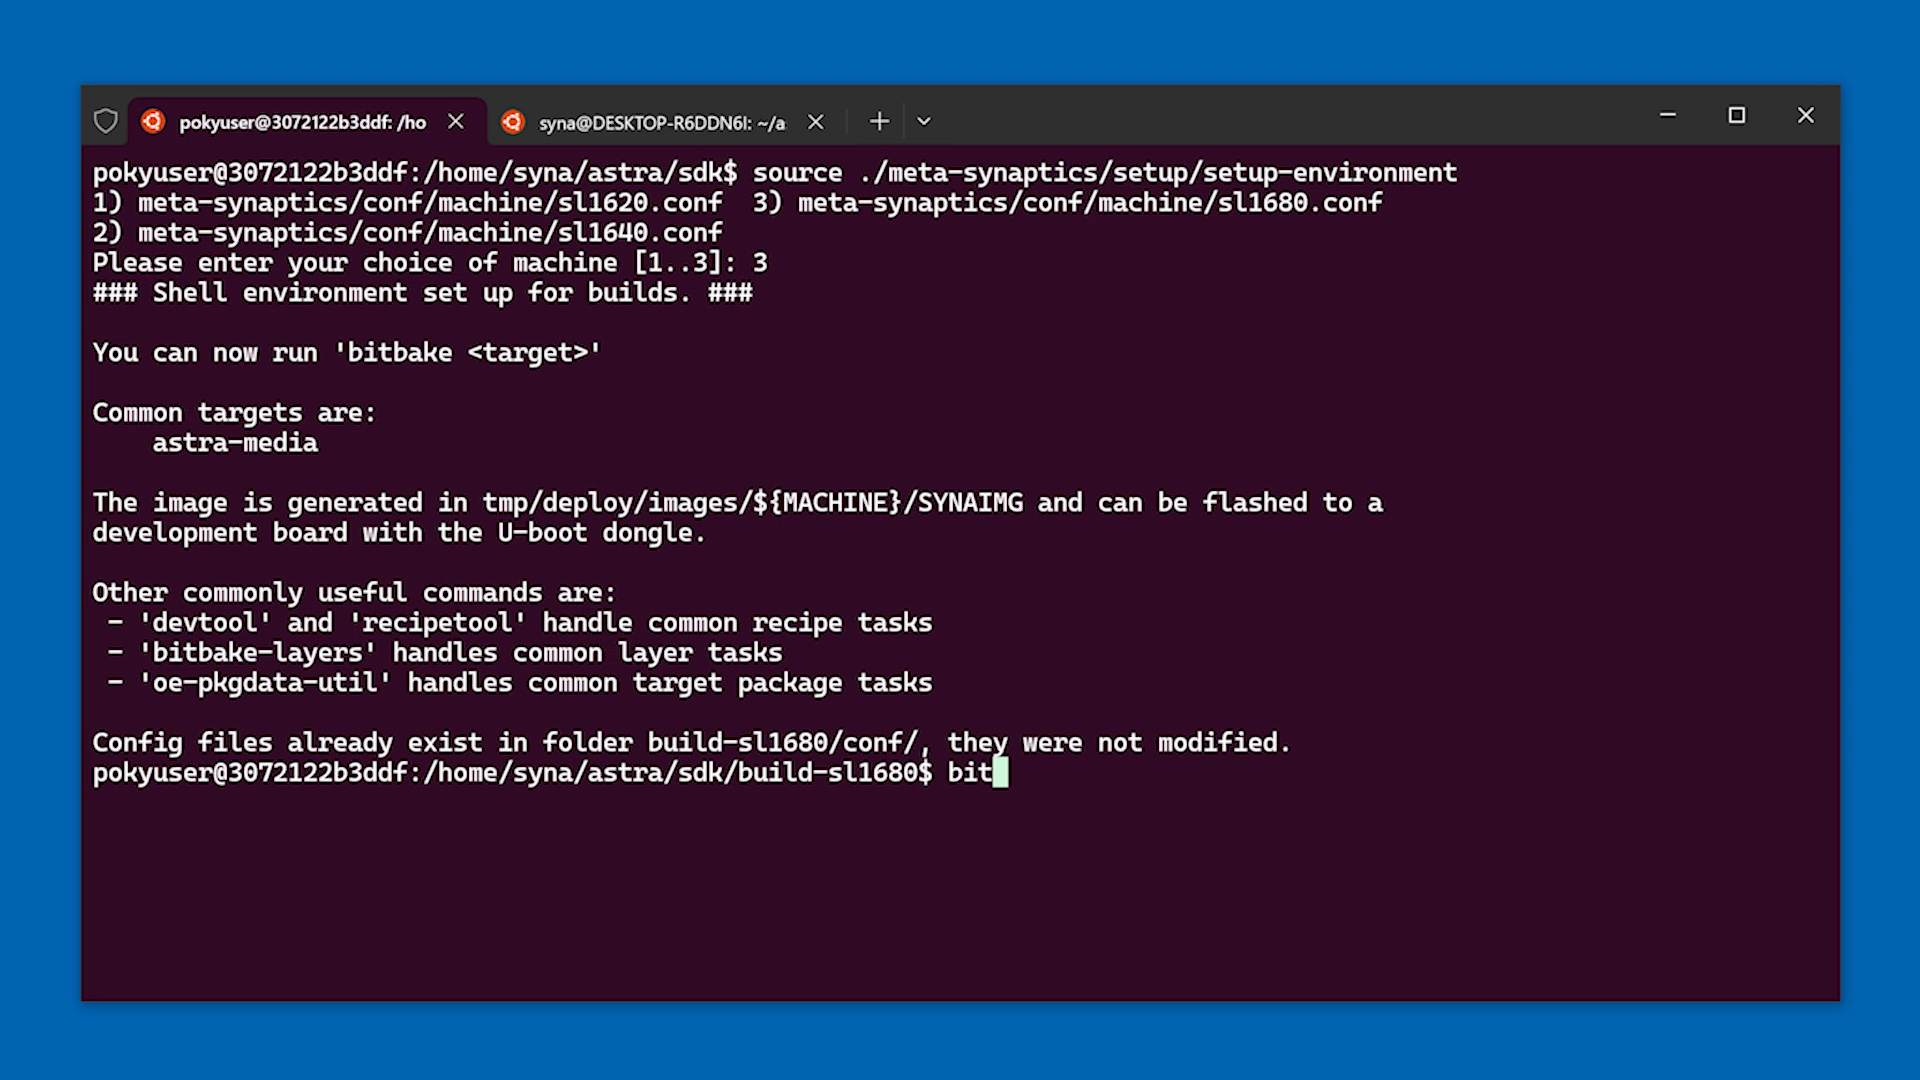 pokyuser@3072122b3ddf: /ho
syna@DESKTOP-R6DDN6I: ~/a
pokyuser@3072122b3ddf:/home/syna/astra/sdk$ source ./meta-synaptics/setup/setup-environment
1) meta-synaptics/conf/machine/sl1620.conf  3) meta-synaptics/conf/machine/sl1680.conf
2) meta-synaptics/conf/machine/sl1640.conf
Please enter your choice of machine [1..3]: 3
### Shell environment set up for builds. ###
You can now run 'bitbake <target>'
Common targets are:
    astra-media
The image is generated in tmp/deploy/images/${MACHINE}/SYNAIMG and can be flashed to a
development board with the U-boot dongle.
Other commonly useful commands are:
 - 'devtool' and 'recipetool' handle common recipe tasks
 - 'bitbake-layers' handles common layer tasks
 - 'oe-pkgdata-util' handles common target package tasks
Config files already exist in folder build-sl1680/conf/, they were not modified.
pokyuser@3072122b3ddf:/home/syna/astra/sdk/build-sl1680$ bit